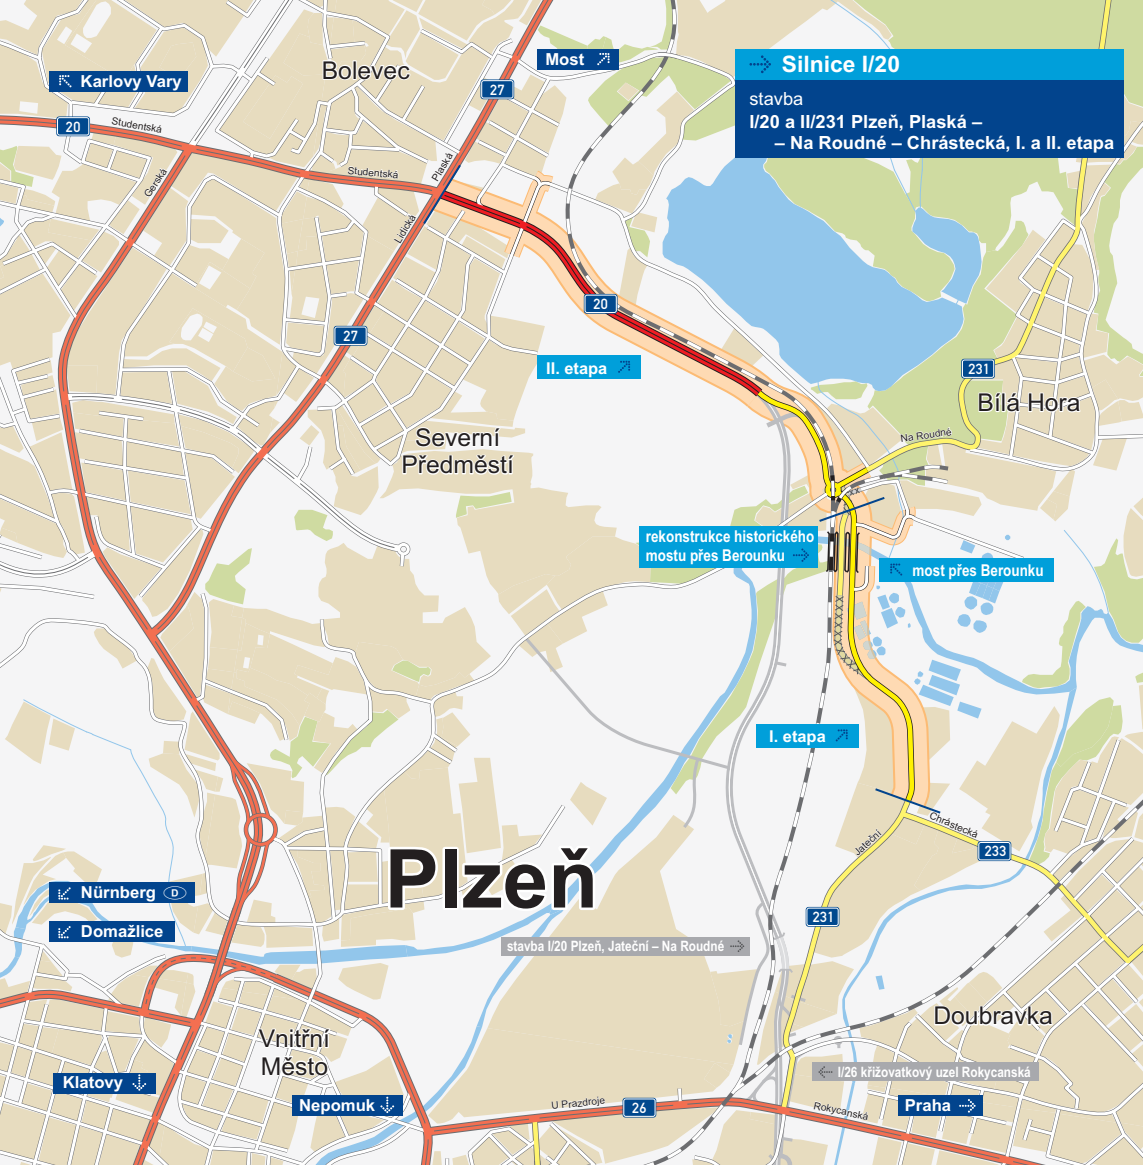 Bolevec
Most
27
Silnice I/20
stavba
I/20 a II/231 Plzeň, Plaská –
– Na Roudné – Chrástecká, I. a II. etapa
Karlovy Vary
20
Studentská
Studentská
Plaská
Gerská
Lidická
27
20
II. etapa
231
Bílá Hora
Na Roudné
Severní
Předměstí
rekonstrukce historického
mostu přes Berounku
most přes Berounku
I. etapa
Chrástecká
Jateční
233
Plzeň
Nürnberg D
231
Domažlice
stavba I/20 Plzeň, Jateční – Na Roudné
Doubravka
Vnitřní
Město
I/26 křižovatkový uzel Rokycanská
Klatovy
Nepomuk
U Prazdroje
26
Rokycanská
Praha